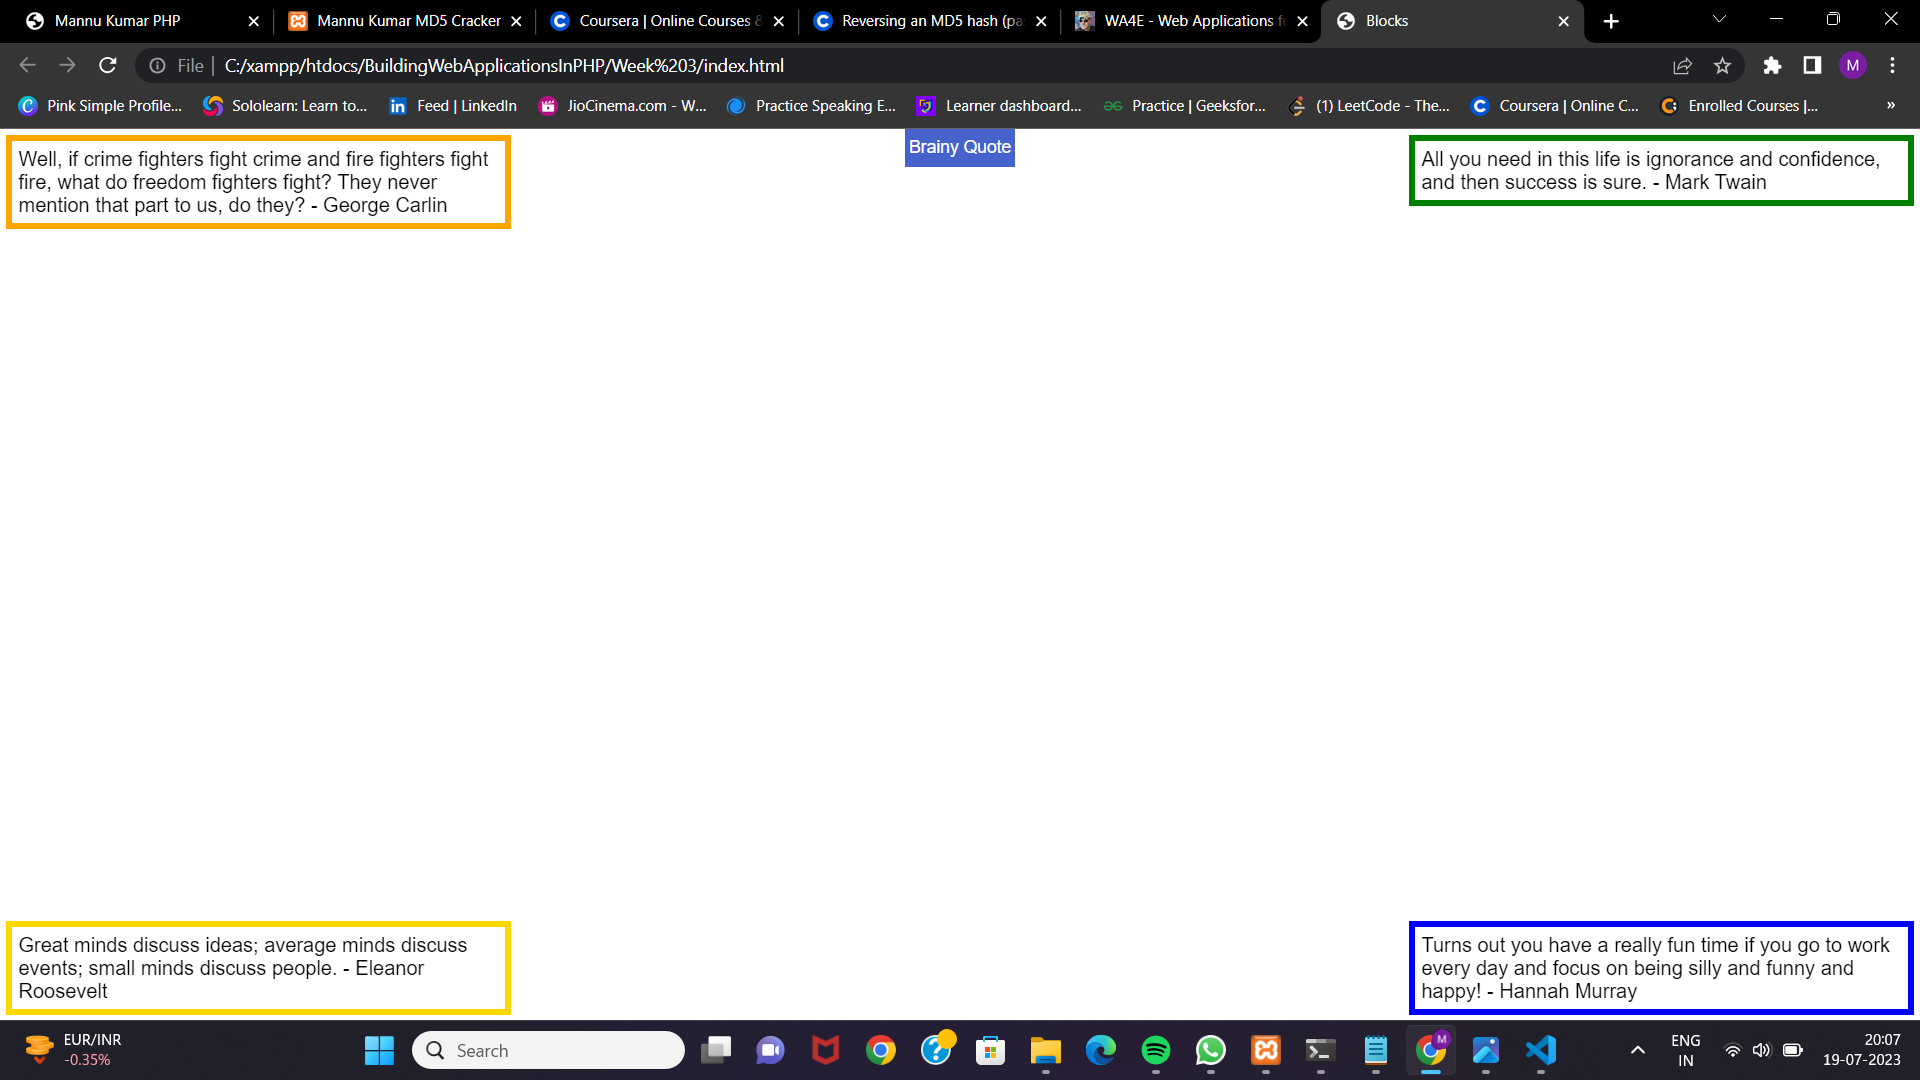 Mannu Kumar PHP
Mannu Kumar MD5 Cracker
Coursera | Online Courses &
Reversing an MD5 hash (pa
WA4E - Web Applications f
Blocks
File | C:/xampp/htdocs/BuildingWebApplicationsInPHP/Week%203/index.html
M
Pink Simple Profile...
Sololearn: Learn to...
Feed | LinkedIn
JioCinema.com - W...
Practice Speaking E...
Learner dashboard...
Practice | Geeksfor...
(1) LeetCode - The...
Coursera | Online C...
Enrolled Courses |...
»
Well, if crime fighters fight crime and fire fighters fight
fire, what do freedom fighters fight? They never
mention that part to us, do they? - George Carlin
Brainy Quote
All you need in this life is ignorance and confidence,
and then success is sure. - Mark Twain
Great minds discuss ideas; average minds discuss
events; small minds discuss people. - Eleanor
Roosevelt
Turns out you have a really fun time if you go to work
every day and focus on being silly and funny and
happy! - Hannah Murray
EUR/INR
-0.35%
Search
M
ENG
IN
20:07
19-07-2023